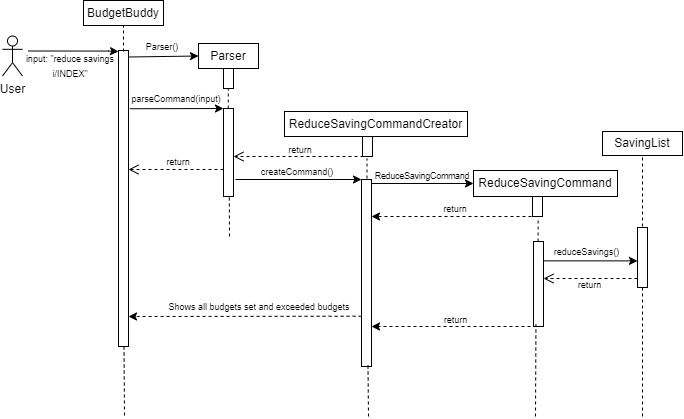 BudgetBuddy
User
input: "reduce savings
i/INDEX"
Parser()
Parser
parseCommand(input)
ReduceSavingCommandCreator
return
return
createCommand()
ReduceSavingCommand
ReduceSavingCommand
SavingList
return
reduceSavings()
return
Shows all budgets set and exceeded budgets
return